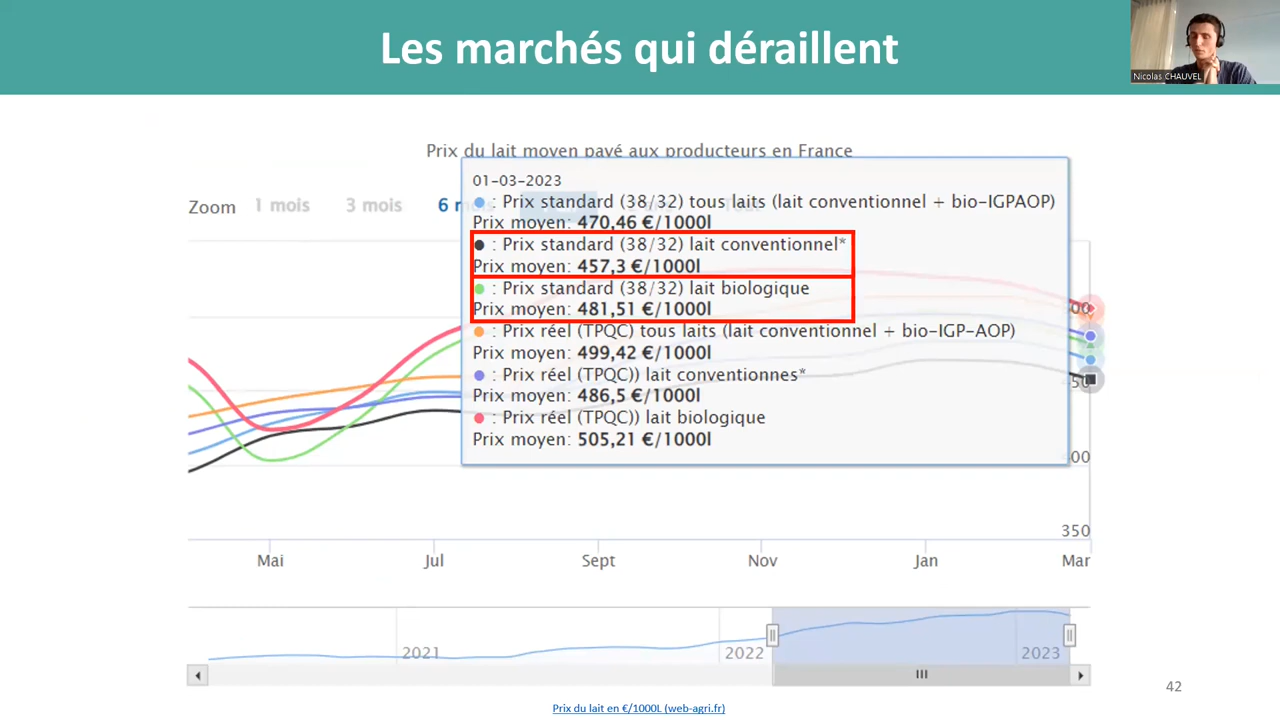 Les marchés qui déraillent
Nicolas CHAUVEL
Prix du lait moyen payé aux producteurs en France
Zoom 1 mois 3 mois 6 mois
01-03-2023
: Prix standard (38/32) tous laits (lait conventionnel + bio-IGPAOP)
Prix moyen: 470,46 €/1000l
: Prix standard (38/32) lait conventionnel*
Prix moyen: 457,3 €/1000l
: Prix standard (38/32) lait biologique
Prix moyen: 481,51 €/1000l
: Prix réel (TPQC) tous laits (lait conventionnel + bio-IGP-AOP)
Prix moyen: 499,42 €/1000l
: Prix réel (TPQC)) lait conventionnes*
Prix moyen: 486,5 €/1000l
: Prix réel (TPQC)) lait biologique
Prix moyen: 505,21 €/1000l
500
450
400
350
Mai Jul Sept Nov Jan Mar
2021 2022 2023
42
Prix du lait en €/1000L (web-agri.fr)